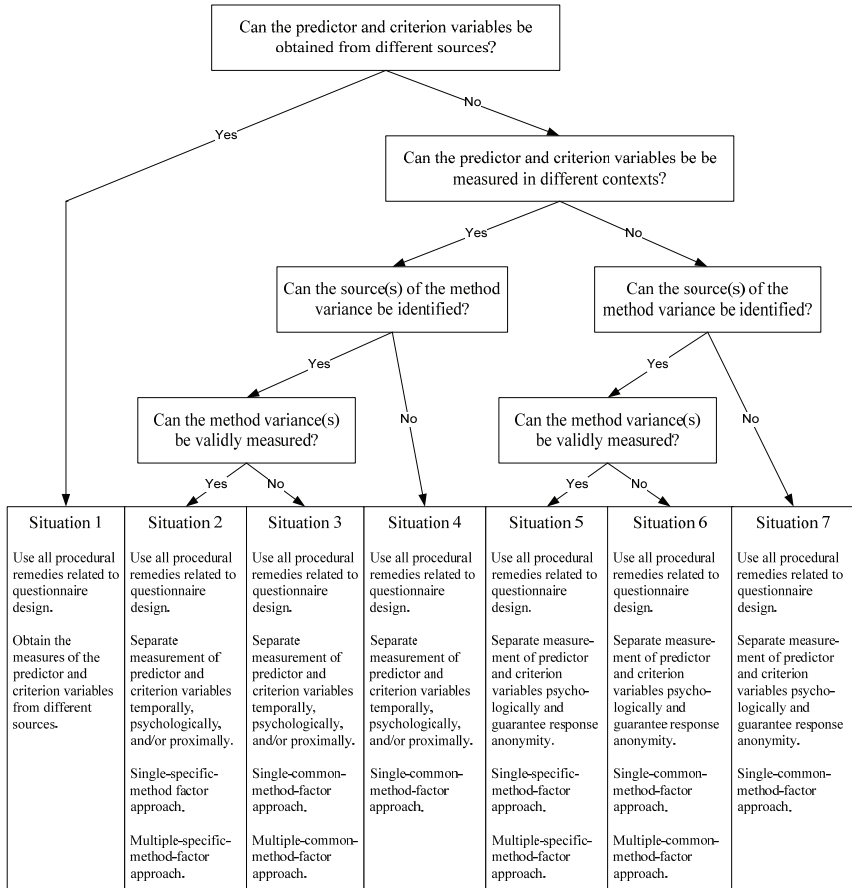 Can the predictor and criterion variables be
obtained from different sources?
Yes
No
Can the predictor and criterion variables be be
measured in different contexts?
Yes
No
Can the source(s) of the method
variance be identified?
Can the source(s) of the
method variance be identified?
Yes
No
Yes
No
Can the method variance(s)
be validly measured?
Can the method variance(s)
be validly measured?
Yes
No
Yes
No
Situation 1
Use all procedural
remedies related to
questionnaire
design.
Obtain the
measures of the
predictor and
criterion variables
from different
sources.
Situation 2
Use all procedural
remedies related to
questionnaire
design.
Separate
measurement of
predictor and
criterion variables
temporally,
psychologically,
and/or proximally.
Single-specific-
method factor
approach.
Multiple-specific-
method-factor
approach.
Situation 3
Use all procedural
remedies related to
questionnaire
design.
Separate
measurement of
predictor and
criterion variables
temporally,
psychologically,
and/or proximally.
Single-common-
method-factor
approach.
Multiple-common-
method-factor
approach.
Situation 4
Use all procedural
remedies related to
questionnaire
design.
Separate
measurement of
predictor and
criterion variables
temporally,
psychologically,
and/or proximally.
Single-common-
method-factor
approach.
Situation 5
Use all procedural
remedies related to
questionnaire
design.
Separate measure-
ment of predictor
and criterion
variables psycho-
logically and
guarantee response
anonymity.
Single-specific-
method-factor
approach.
Multiple-specific-
method-factor
approach.
Situation 6
Use all procedural
remedies related to
questionnaire
design.
Separate measure-
ment of predictor
and criterion
variables psycho-
logically and
guarantee response
anonymity.
Single-common-
method-factor
approach.
Multiple-common-
method-factor
approach.
Situation 7
Use all procedural
remedies related to
questionnaire
design.
Separate measure-
ment of predictor
and criterion
variables psycho-
logically and
guarantee response
anonymity.
Single-common-
method-factor
approach.